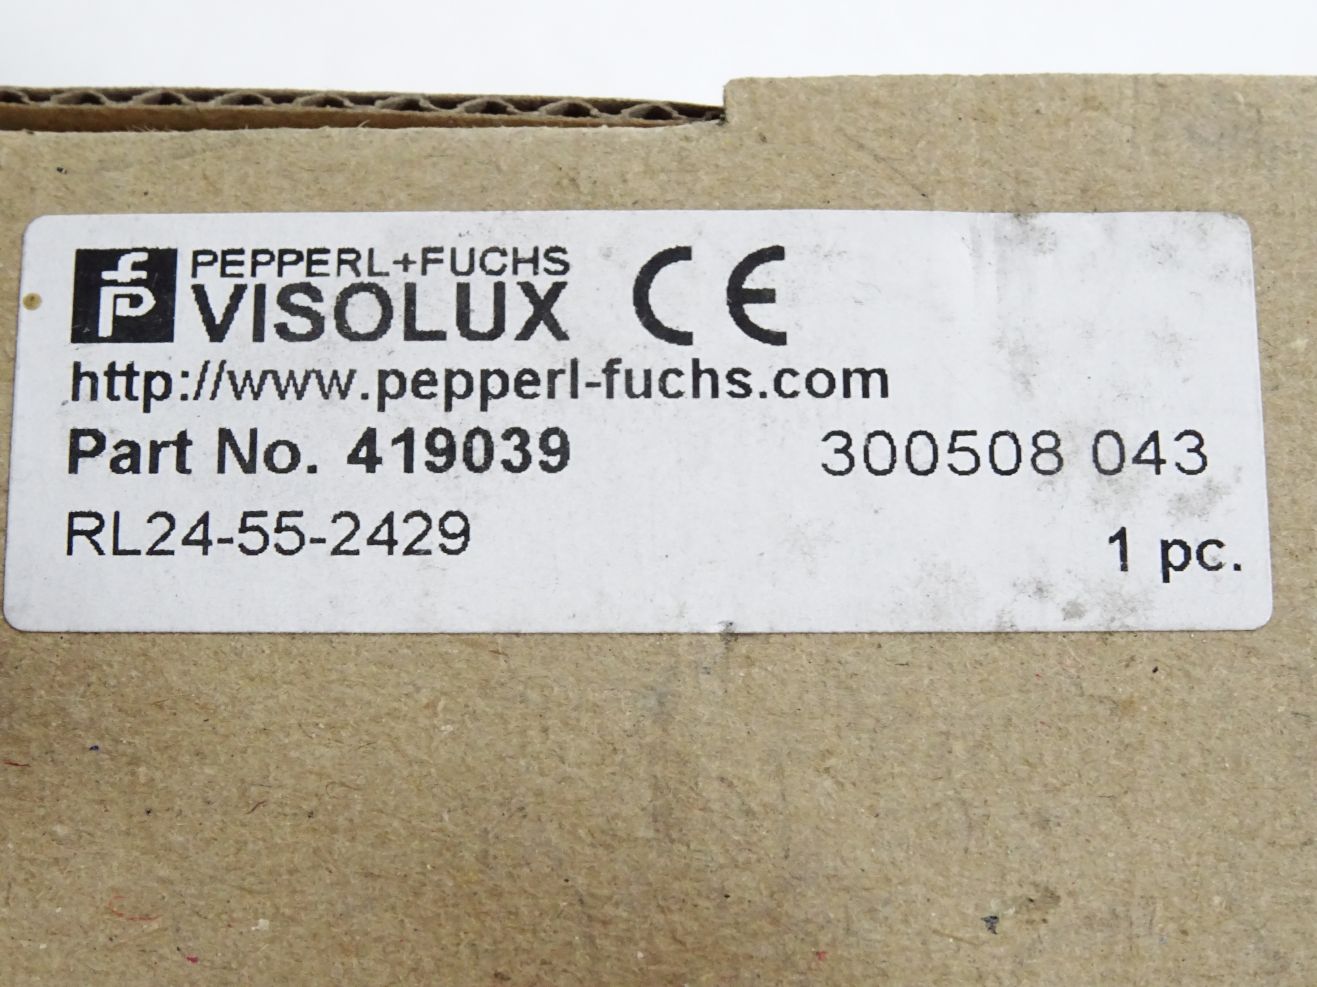 fp PEPPERL+FUCHS CE
VISOLUX
http://www.pepperl-fuchs.com
Part No. 419039 300508 043
RL24-55-2429
1 pc.